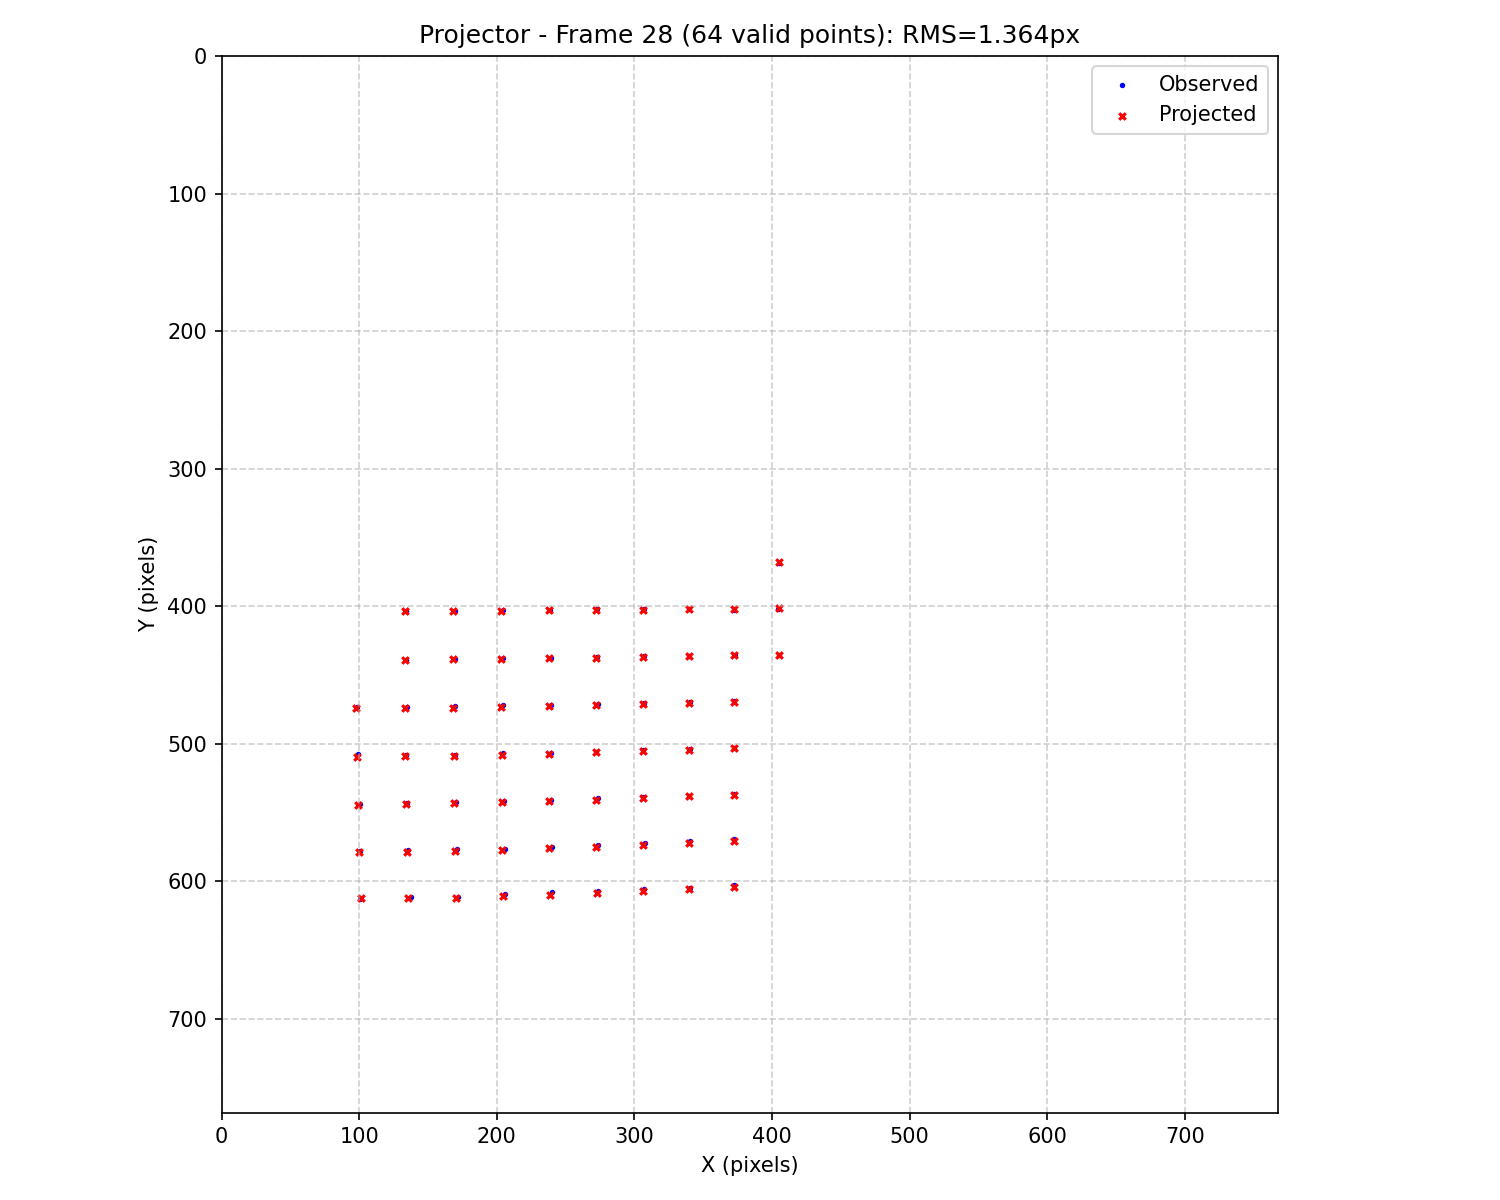 Projector - Frame 28 (64 valid points): RMS=1.364px
Observed
Projected
0
100
200
300
400
500
600
700
Y (pixels)
0 100 200 300 400 500 600 700
X (pixels)